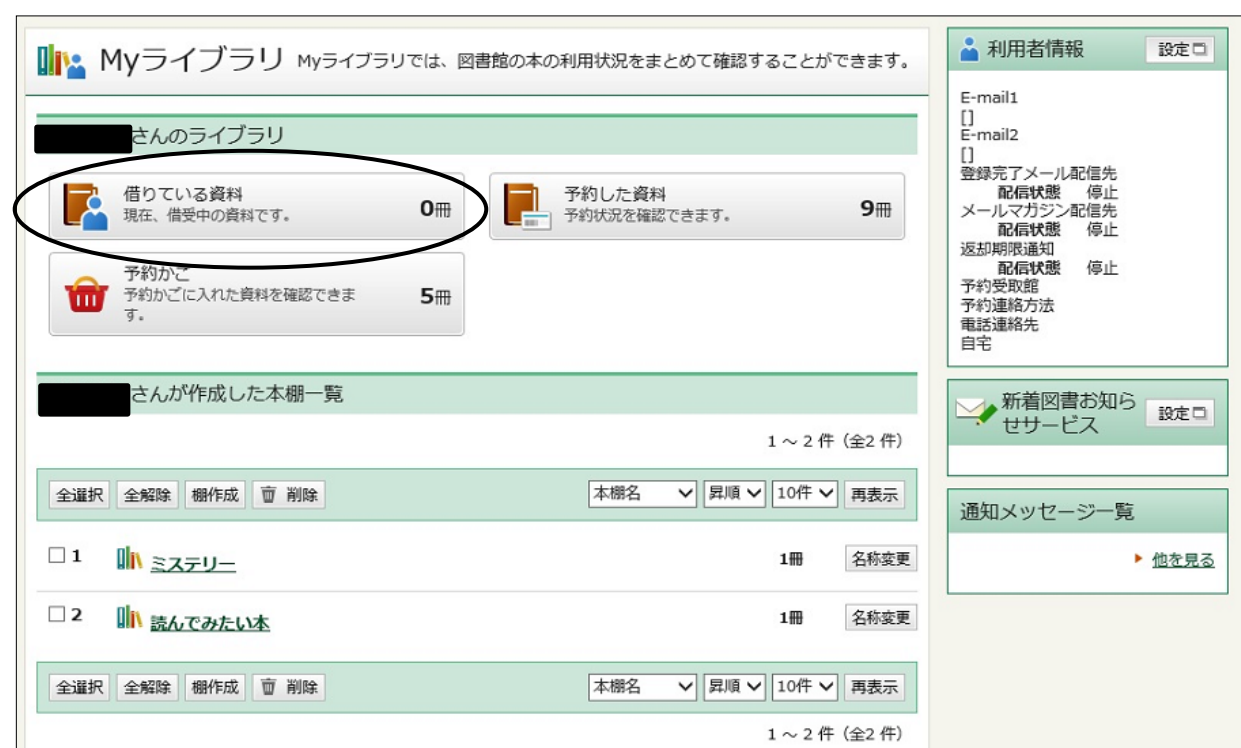 Myライブラリ Myライブラリでは、図書館の本の利用状況をまとめて確認することができます。
さんのライブラリ
借りている資料
現在、借受中の資料です。
0冊
予約した資料
予約状況を確認できます。
9冊
予約かご
予約かごに入れた資料を確認できま
す。
5冊
さんが作成した本棚一覧
1 ～ 2 件（全2 件）
全選択 全解除 棚作成 削除 本棚名 昇順 10件 再表示
1 ミステリー 1冊 名称変更
2 読んでみたい本 1冊 名称変更
全選択 全解除 棚作成 削除 本棚名 昇順 10件 再表示
1 ～ 2 件（全2 件）
利用者情報 設定
E-mail1
[]
E-mail2
[]
登録完了メール配信先
配信状態 停止
メールマガジン配信先
配信状態 停止
返却期限通知
配信状態 停止
予約受取館
予約連絡方法
電話連絡先
自宅
新着図書お知ら
せサービス
設定
通知メッセージ一覧
他を見る